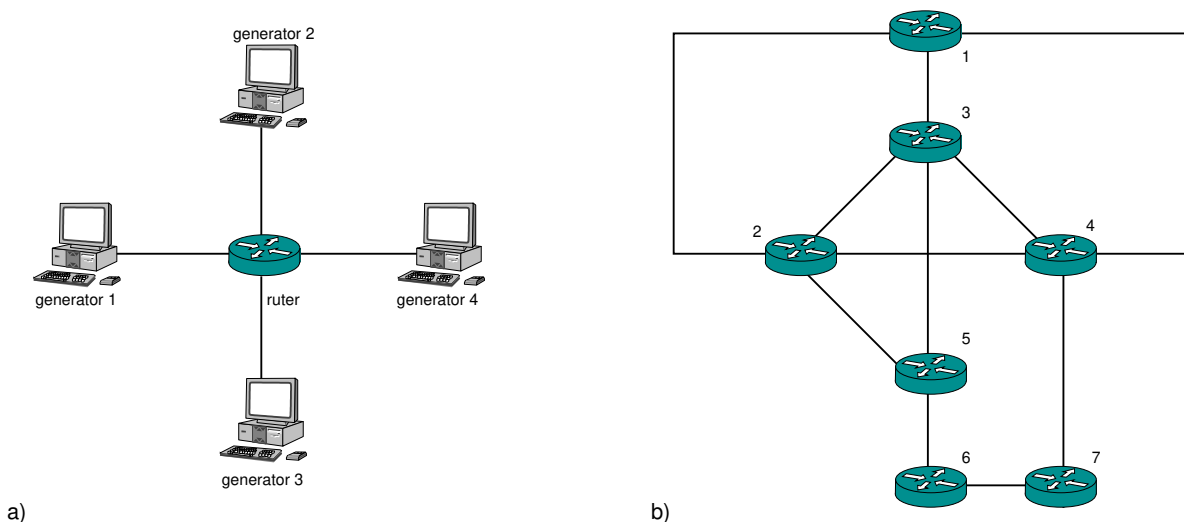 generator 2
generator 1
ruter
generator 4
generator 3
a)
1
3
2
4
5
6
7
b)